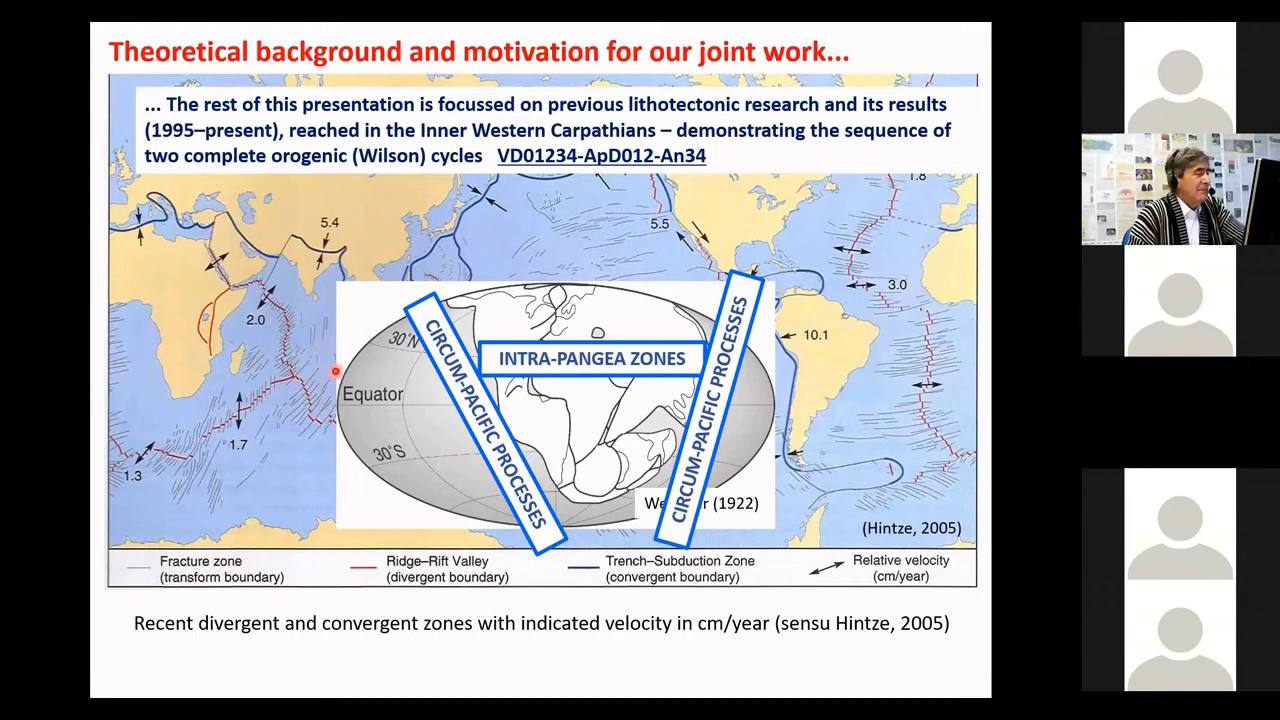 Theoretical background and motivation for our joint work...
... The rest of this presentation is focussed on previous lithotectonic research and its results
(1995–present), reached in the Inner Western Carpathians – demonstrating the sequence of
two complete orogenic (Wilson) cycles VD01234-ApD012-An34
1.8
5.4
5.5
3.0
2.0
10.1
30°N
INTRA-PANGEA ZONES
CIRCUM-PACIFIC PROCESSES
CIRCUM-PACIFIC PROCESSES
Equator
30°S
1.7
1.3
(1922)
(Hintze, 2005)
Fracture zone
(transform boundary)
Ridge–Rift Valley
(divergent boundary)
Trench–Subduction Zone
(convergent boundary)
Relative velocity
(cm/year)
Recent divergent and convergent zones with indicated velocity in cm/year (sensu Hintze, 2005)